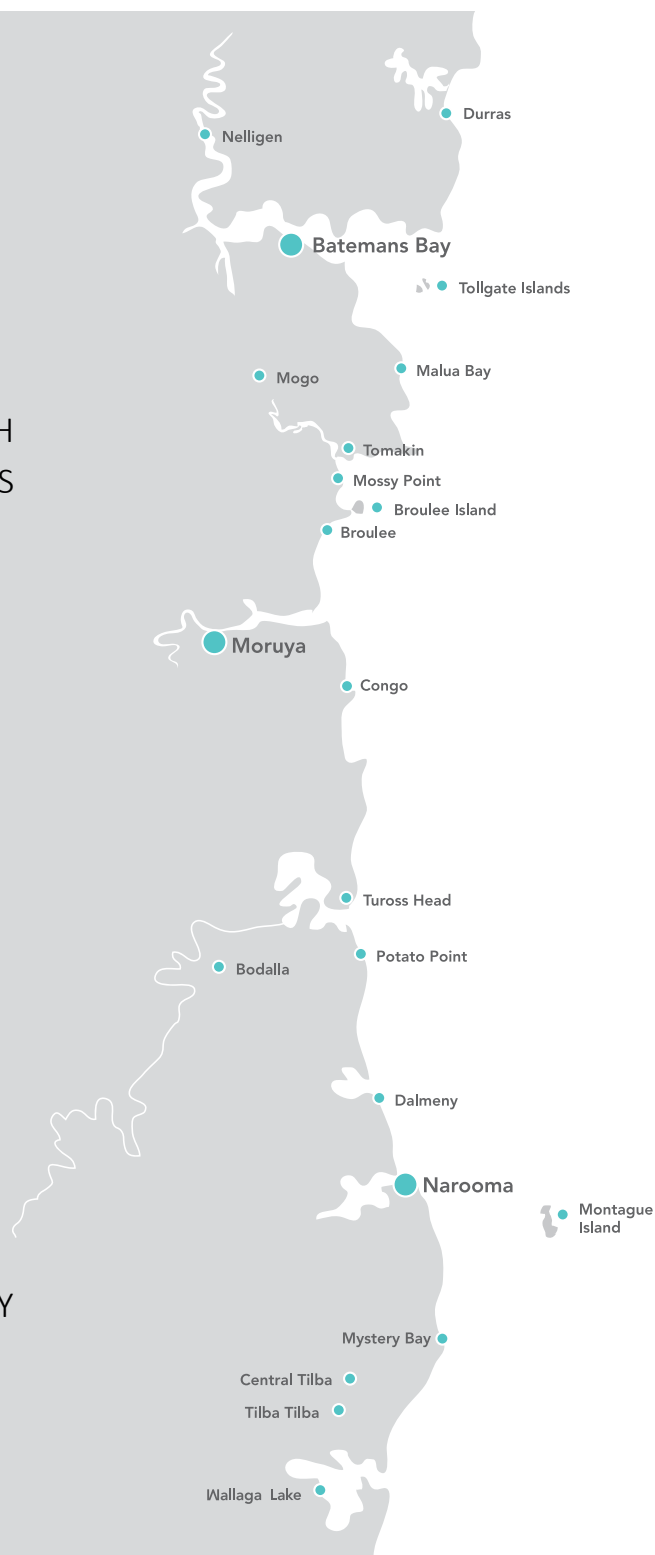 Durras
Nelligen
Batemans Bay
Tollgate Islands
Malua Bay
Mogo
H
Tomakin
S
Mossy Point
Broulee Island
Broulee
Moruya
Congo
Tuross Head
Potato Point
Bodalla
Dalmeny
Narooma
Montague
Island
Y
Mystery Bay
Central Tilba
Tilba Tilba
Wallaga Lake